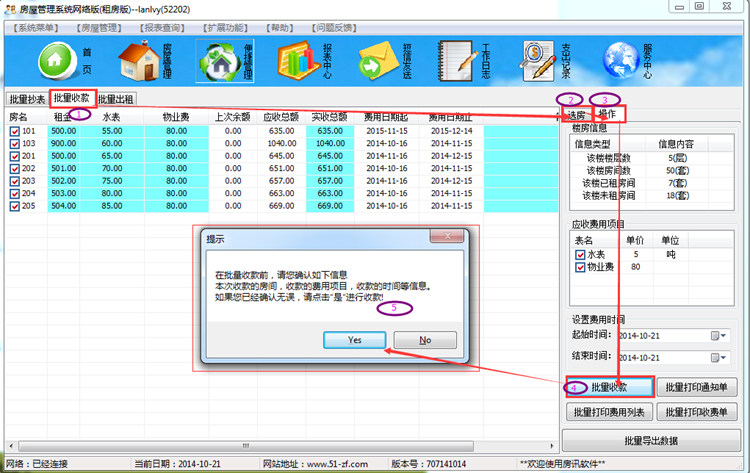 房屋管理系统网络版(租房版)--lanlvy(52202)
【系统菜单】 【房屋管理】 【报表查询】 【扩展功能】 【帮助】 【问题反馈】
首页 房屋管理 便捷管理 报表中心 短信发送 工作日志 支出记录 服务中心
批量抄表 批量收款 批量出租
1 2 3
选房 操作
房名 租金 水表 物业费 上次余额 应收总额 实收总额 费用日期起 费用日期止
101 500.00 55.00 80.00 0.00 635.00 635.00 2015-11-15 2015-12-14
103 900.00 60.00 80.00 0.00 1040.00 1040.00 2014-10-16 2014-11-15
201 500.00 65.00 80.00 0.00 645.00 645.00 2014-10-16 2014-11-15
202 501.00 70.00 80.00 0.00 651.00 651.00 2014-10-16 2014-11-15
203 502.00 75.00 80.00 0.00 657.00 657.00 2014-10-16 2014-11-15
204 503.00 80.00 80.00 0.00 663.00 663.00 2014-10-16 2014-11-15
205 504.00 85.00 80.00 0.00 669.00 669.00 2014-10-16 2014-11-15
楼房信息
信息类型 信息内容
该楼楼层数 5(层)
该楼房间数 50(套)
该楼已租房间 7(套)
该楼未租房间 18(套)
应收费用项目
表名 单价 单位
水表 5 吨
物业费 80
提示
在批量收款前，请您确认如下信息
本次收款的房间，收款的费用项目，收款的时间等信息。
如果您已经确认无误，请点击"是"进行收款!
5
Yes No
设置费用时间
起始时间: 2014-10-21
结束时间: 2014-10-21
4 批量收款 批量打印通知单
批量打印费用列表 批量打印收费单
批量导出数据
网络：已经连接 当前日期：2014-10-21 网站地址：www.51-zf.com 版本号：707141014 **欢迎使用房讯软件**